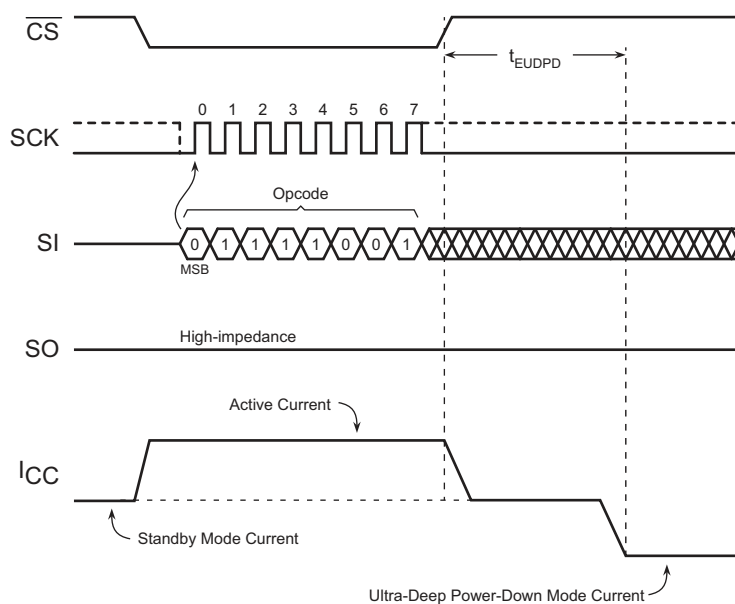 CS
tEUDPD
0 1 2 3 4 5 6 7
SCK
Opcode
SI
0 1 1 1 1 0 0 1
MSB
High-impedance
SO
Active Current
ICC
Standby Mode Current
Ultra-Deep Power-Down Mode Current